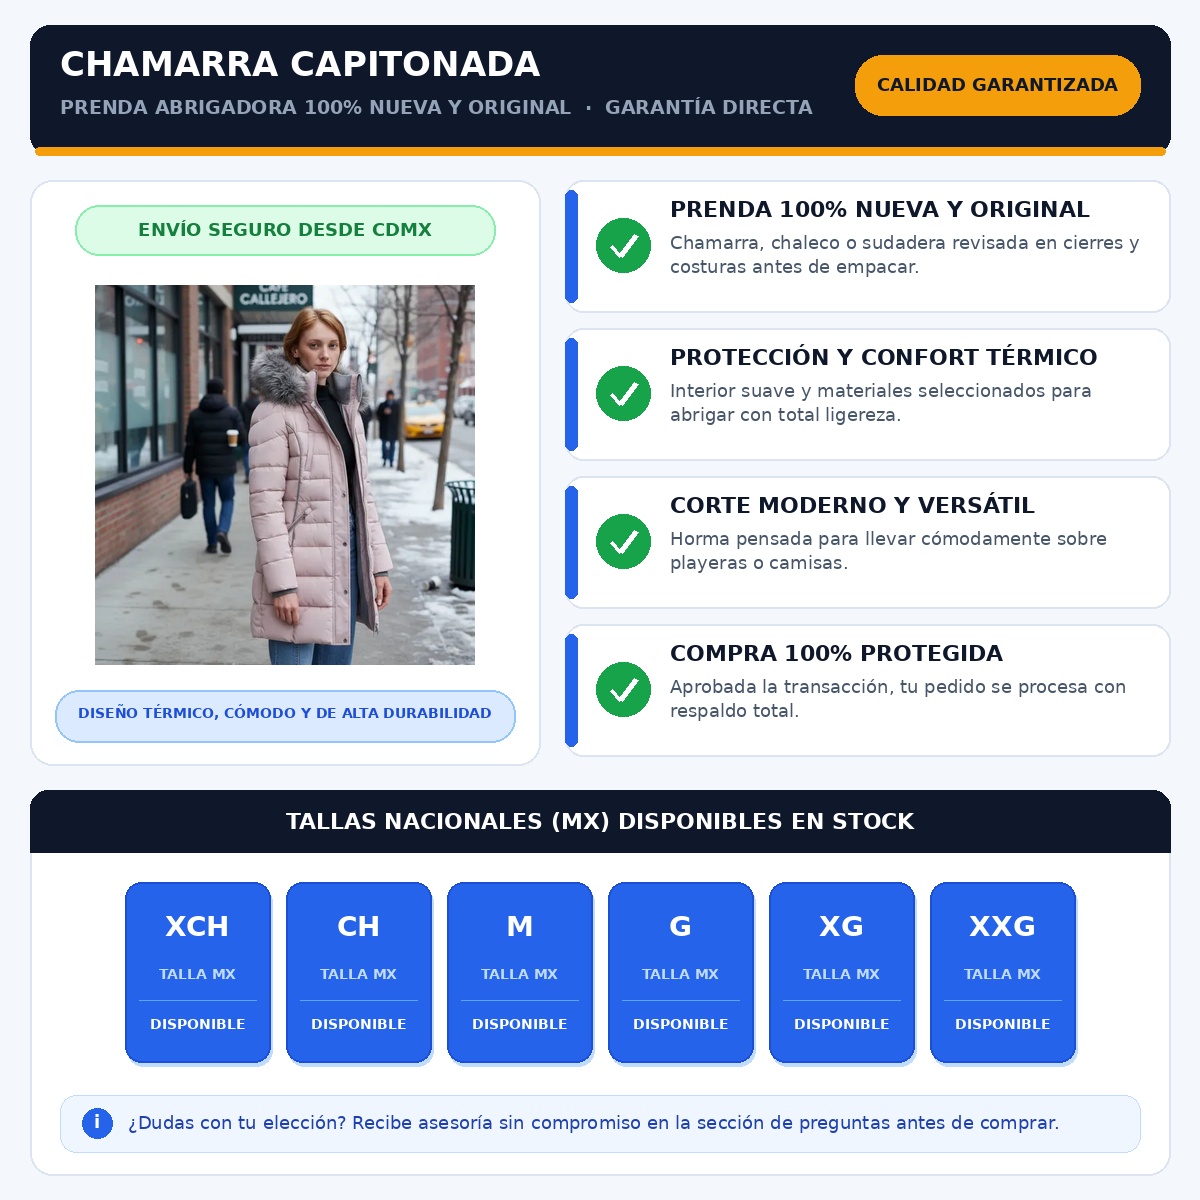 CHAMARRA CAPITONADA
PRENDA ABRIGADORA 100% NUEVA Y ORIGINAL · GARANTÍA DIRECTA
CALIDAD GARANTIZADA
ENVÍO SEGURO DESDE CDMX
CAFÉ
CALLEJERO
DISEÑO TÉRMICO, CÓMODO Y DE ALTA DURABILIDAD
PRENDA 100% NUEVA Y ORIGINAL
Chamarra, chaleco o sudadera revisada en cierres y
costuras antes de empacar.
PROTECCIÓN Y CONFORT TÉRMICO
Interior suave y materiales seleccionados para
abrigar con total ligereza.
CORTE MODERNO Y VERSÁTIL
Horma pensada para llevar cómodamente sobre
playeras o camisas.
COMPRA 100% PROTEGIDA
Aprobada la transacción, tu pedido se procesa con
respaldo total.
TALLAS NACIONALES (MX) DISPONIBLES EN STOCK
XCH
TALLA MX
DISPONIBLE
CH
TALLA MX
DISPONIBLE
M
TALLA MX
DISPONIBLE
G
TALLA MX
DISPONIBLE
XG
TALLA MX
DISPONIBLE
XXG
TALLA MX
DISPONIBLE
i ¿Dudas con tu elección? Recibe asesoría sin compromiso en la sección de preguntas antes de comprar.